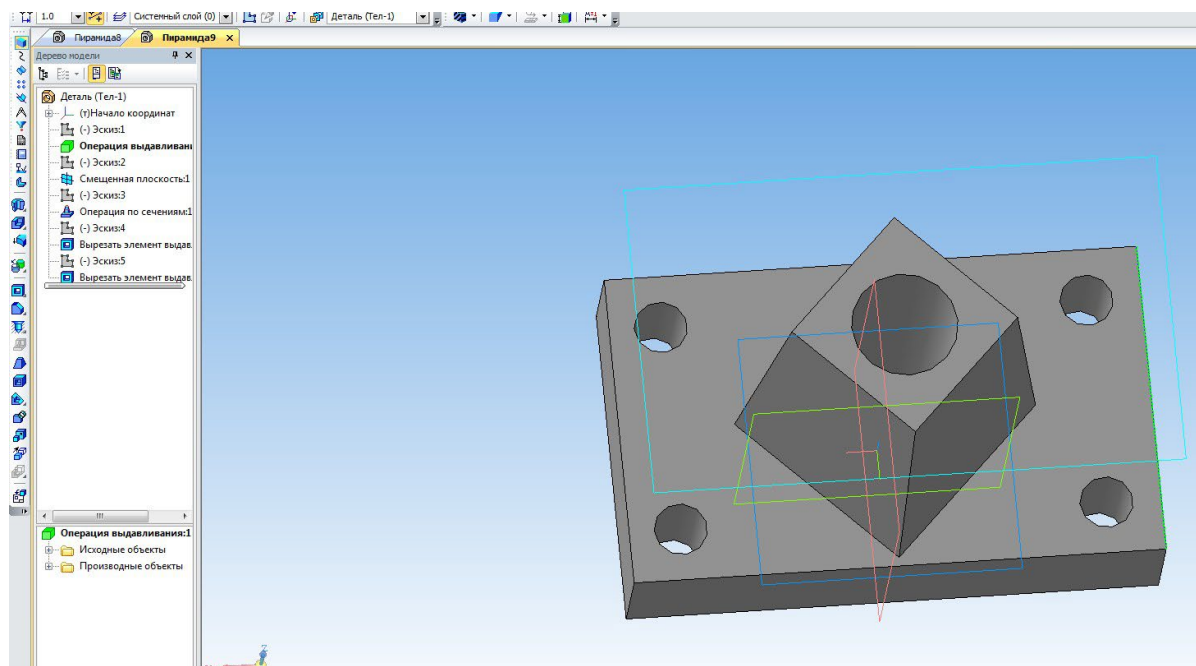 1.0 Системный слой (0) Деталь (Тел-1)
Пирамида8 Пирамида9
Дерево модели
Деталь (Тел-1)
(т)Начало координат
(-) Эскиз:1
Операция выдавливани
(-) Эскиз:2
Смещенная плоскость:1
(-) Эскиз:3
Операция по сечениям:1
(-) Эскиз:4
Вырезать элемент выдав
(-) Эскиз:5
Вырезать элемент выдав
Операция выдавливания:1
Исходные объекты
Производные объекты
Z